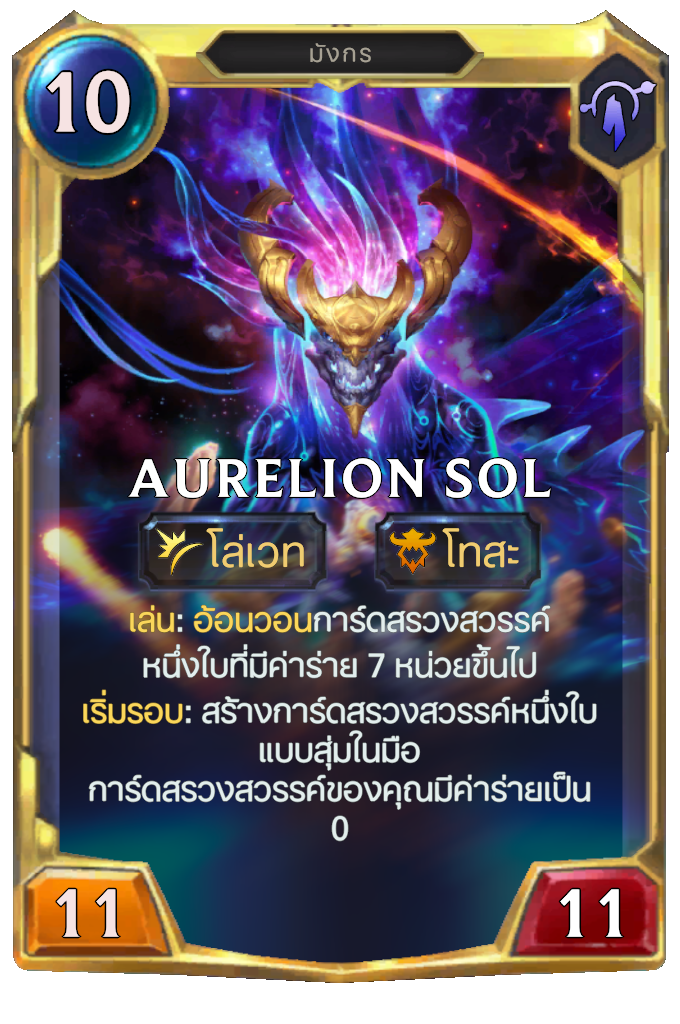 มังกร
10
AURELION SOL
โล่เวท โทสะ
เล่น: อ้อนวอนการ์ดสรวงสวรรค์
หนึ่งใบที่มีค่าร่าย 7 หน่วยขึ้นไป
เริ่มรอบ: สร้างการ์ดสรวงสวรรค์หนึ่งใบ
แบบสุ่มในมือ
การ์ดสรวงสวรรค์ของคุณมีค่าร่ายเป็น
0
11 11